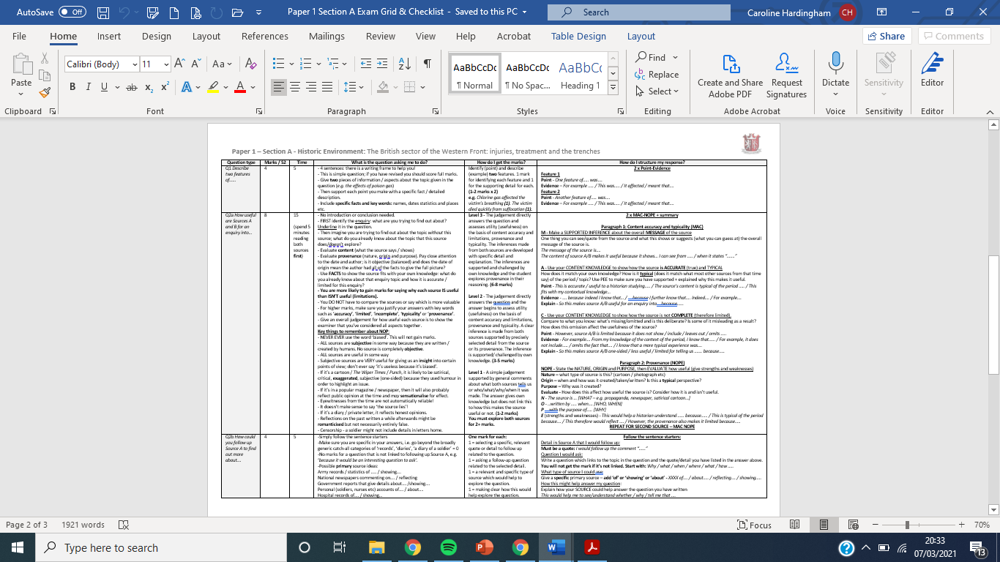 AutoSave Off
Paper 1 Section A Exam Grid & Checklist - Saved to this PC
Search
Caroline Hardingham CH
File Home Insert Design Layout References Mailings Review View Help Acrobat Table Design Layout
Share Comments
Paste
Calibri (Body) 11
AaBbCcDc AaBbCcDc AaBbCc
¶ Normal ¶ No Spac... Heading 1
Find
Replace
Select
Create and Share Adobe PDF
Request Signatures
Dictate
Sensitivity
Editor
Clipboard Font Paragraph Styles Editing Adobe Acrobat Voice Sensitivity Editor
Paper 1 – Section A - Historic Environment: The British sector of the Western Front: injuries, treatment and the trenches
Question type
Marks / 52
Time
What is the question asking me to do?
How do I get the marks?
How do I structure my response?
Q1 Describe
two features
of.....
4
5
- 4 sentences: there is a writing frame to help you!
- This is simple question; if you have revised you should score full marks.
- Give two pieces of information / aspects about the topic given in the
question (e.g. the effects of poison gas)
- Then support each point you make with a specific fact / detailed
description.
- Include specific facts and key words: names, dates statistics and places
etc.
Identify (point) and describe
(example) two features. 1 mark
for identifying each feature and 1
for the supporting detail for each.
(1-2 marks x 2)
e.g. Chlorine gas affected the
victim's breathing (1). The victim
died quickly from suffocation (1).
2 x Point-Evidence
Feature 1
Point - One feature of..... was....
Evidence – For example ..... / This was..... / It affected / meant that....
Feature 2
Point - Another feature of..... was....
Evidence – For example ..... / This was..... / It affected / meant that....
Q2a How useful
are Sources A
and B for an
enquiry into...
8
15
(spend 5
minutes
reading
both
sources
first)
- No introduction or conclusion needed.
- FIRST identify the enquiry: what are you trying to find out about?
Underline it in the question.
- Then imagine you are trying to find out about the topic without this
source; what do you already know about the topic that this source
does/doesn't explore?
- Evaluate content (what the source says / shows)
- Evaluate provenance (nature, origin and purpose). Pay close attention
to the date and author; is it objective (balanced) and does the date of
origin mean the author had all of the facts to give the full picture?
- Use FACTS to show the source fits with your own knowledge: what do
you already know about that enquiry topic and how it is accurate /
limited for this enquiry?
- You are more likely to gain marks for saying why each source IS useful
than ISN'T useful (limitations).
- You DO NOT have to compare the sources or say which is more valuable
- For higher marks, make sure you justify your answers with key words
such as 'accuracy', 'limited', 'incomplete', 'typicality' or 'provenance'.
- Give an overall judgement for how useful each source is to show the
examiner that you've considered all aspects together.
Key things to remember about NOP:
- NEVER EVER use the word 'biased'. This will not gain marks.
- ALL sources are subjective in some way because they are written /
created by humans. No source is completely objective.
- ALL sources are useful in some way
- Subjective sources are VERY useful for giving us an insight into certain
points of view; don't ever say 'it's useless because it's biased'.
- If it's a cartoon / The Wiper Times / Punch, it is likely to be satirical,
critical, exaggerated, subjective (one-sided) because they used humour in
order to highlight an issue.
- If it's in a popular magazine / newspaper, then it will also probably
reflect public opinion at the time and may sensationalise for effect.
- Eyewitnesses from the time are not automatically reliable!
- It doesn't make sense to say 'the source lies'!
- If it's a diary / private letter, it reflects honest opinions.
- Reflections on the past written a while afterwards might be
romanticised but not necessarily entirely false.
- Censorship - a soldier might not include details in letters home.
Level 3 - The judgement directly
answers the question and
assesses utility (usefulness) on
the basis of content accuracy and
limitations, provenance and
typicality. The inferences made
from both sources are developed
with specific detail and
explanation. The inferences are
supported and challenged by
own knowledge and the student
explores provenance in their
reasoning. (6-8 marks)
Level 2 - The judgement directly
answers the question and the
answer begins to assess utility
(usefulness) on the basis of
content accuracy and limitations,
provenance and typicality. A clear
inference is made from both
sources supported by precisely
selected detail from the source
or its provenance. The inference
is supported/ challenged by own
knowledge. (3-5 marks)
Level 1 - A simple judgement
supported by general comments
about what both sources tells us
or who/what/why/when it was
made. The answer gives own
knowledge but does not link this
to how this makes the source
useful or not. (1-2 marks)
You must explore both sources
for 2+ marks.
2 x MAC-NOPE + summary
Paragraph 1: Content accuracy and typicality (MAC)
M - Make a SUPPORTED INFERENCE about the overall MESSAGE of the source
One thing you can see/quote from the source and what this shows or suggests (what you can guess at) the overall
message of the source is.
The message of the source is....
The content of source A/B makes it useful because it shows... I can see from ..... / when it states "......."
A - Use your CONTENT KNOWLEDGE to show how the source is ACCURATE (true) and TYPICAL
How does it match your own knowledge? How is it typical (does it match what most other sources from that time
say) of the period / topic? Use PEE to make sure you have supported + explained why this makes it useful.
Point - This is accurate / useful to a historian studying..... / The source's content is typical of the period ..... / This
fits with my contextual knowledge...
Evidence - .... because indeed I know that... / ....because I further know that.... Indeed.... / For example....
Explain - So this makes source A/B useful for an enquiry into....because.....
C - Use your CONTENT KNOWLEDGE to show how the source is not COMPLETE (therefore limited).
Compare to what you know: what's missing/omitted and is this deliberate? Is some of it misleading as a result?
How does this omission affect the usefulness of the source?
Point - However, source A/B is limited because it does not show / include / leaves out / omits .....
Evidence - For example.... From my knowledge of the context of the period, I know that..... / For example, it does
not include..... / omits the fact that.... / I know that a more typical experience was....
Explain - So this makes source A/B one-sided / less useful / limited for telling us ...... because.....
Paragraph 2: Provenance (NOPE)
NOPE - State the NATURE, ORIGIN and PURPOSE, then EVALUATE how useful (give strengths and weaknesses)
Nature – what type of source is this? (cartoon / photograph etc)
Origin – when and how was it created/taken/written? Is this a typical perspective?
Purpose – Why was it created?
Evaluate - How does this affect how useful the source is? Consider how it is and isn't useful.
N - The source is ... [WHAT – e.g. propaganda, newspaper, satirical cartoon...]
O - ..written by ..... when.... [WHO, WHEN]
P ....with the purpose of..... [WHY]
E (strengths and weaknesses) - This would help a historian understand ...... because..... / This is typical of the period
because.... / This therefore would reflect .... / However, the provenance also makes it limited because.....
REPEAT FOR SECOND SOURCE – MAC NOPE
Q2b How could
you follow up
Source A to find
out more
about....
4
5
-Simply follow the sentence starters
-Make sure you are specific in your answers, i.e. go beyond the broadly
generic catch-all categories of 'records', 'diaries', 'a diary of a soldier' = 0
-No marks for a question that is not linked to following up Source A, e.g.
'because it would be an interesting question to ask'.
-Possible primary source ideas:
Army records / statistics of ..... / showing....
National newspapers commenting on.... / reflecting
Government reports that give details about.... /showing....
Personal (soldiers, nurses etc) accounts of.... / about....
Hospital records of.... / showing...
One mark for each:
1 = selecting a specific, relevant
quote or detail to follow up
related to the question.
1 = asking a follow-up question
related to the selected detail.
1 = a relevant and specific type of
source which would help to
explore the question.
1 = making clear how this would
help explore the question.
Follow the sentence starters:
Detail in Source A that I would follow up:
Must be a quote: I would follow up the comment "......"
Question I would ask:
Write a question which links to the topic in the question and the quote/detail you have listed in the answer above.
You will not get the mark if it's not linked. Start with: Why / what / when / where / what / how .....
What type of source I could use:
Give a specific primary source – add 'of' or 'showing' or 'about' - XXXX of.... / about..... / reflecting.... / showing.....
How this might help answer my question:
Explain how your SOURCE could help answer the question you have written
This would help me to see/understand whether / why / tell me that ....
Page 2 of 3 1921 words Focus 70%
Type here to search
20:33
07/03/2021
13